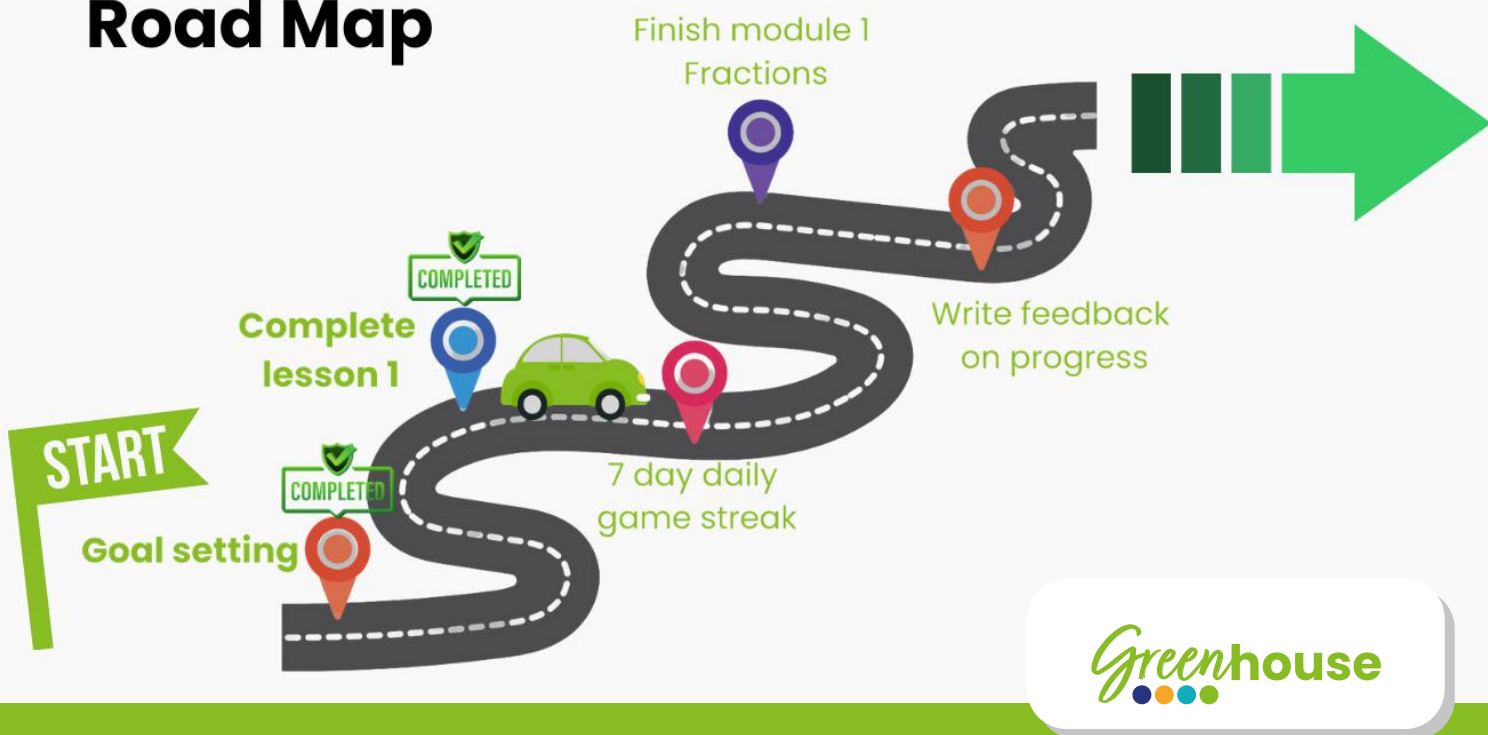 Road Map
Finish module 1
Fractions
COMPLETED
Complete
lesson 1
Write feedback
on progress
START
COMPLETED
7 day daily
game streak
Goal setting
Greenhouse